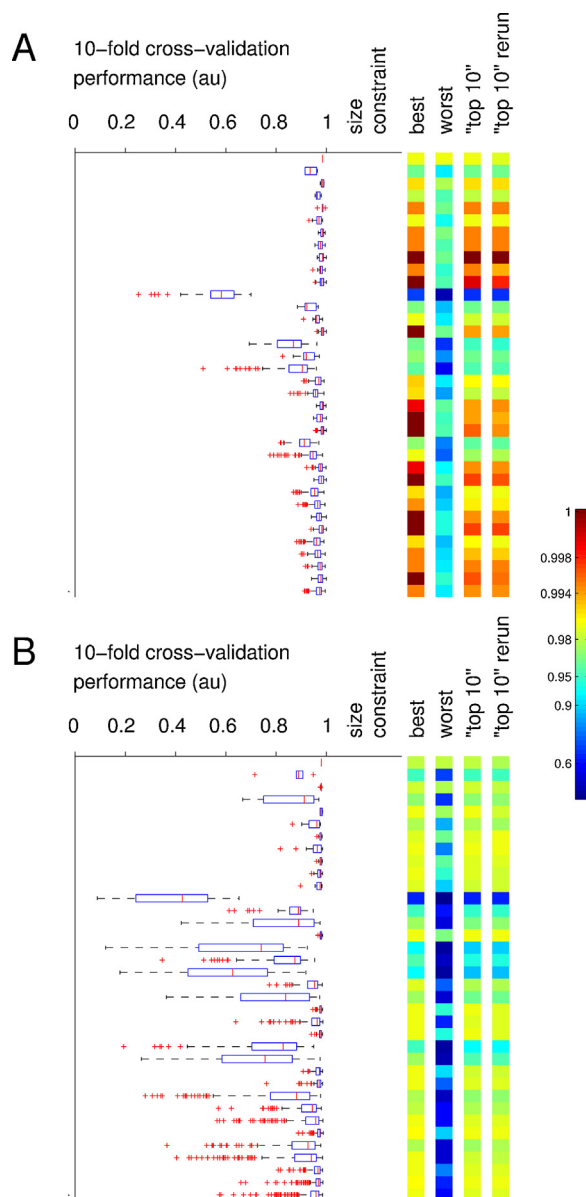 A
10−fold cross−validation
performance (au)
0 0.2 0.4 0.6 0.8 1
size
constraint
best
worst
"top 10"
"top 10" rerun
1
0.998
0.994
0.98
0.95
0.9
0.6
B
10−fold cross−validation
performance (au)
0 0.2 0.4 0.6 0.8 1
size
constraint
best
worst
"top 10"
"top 10" rerun